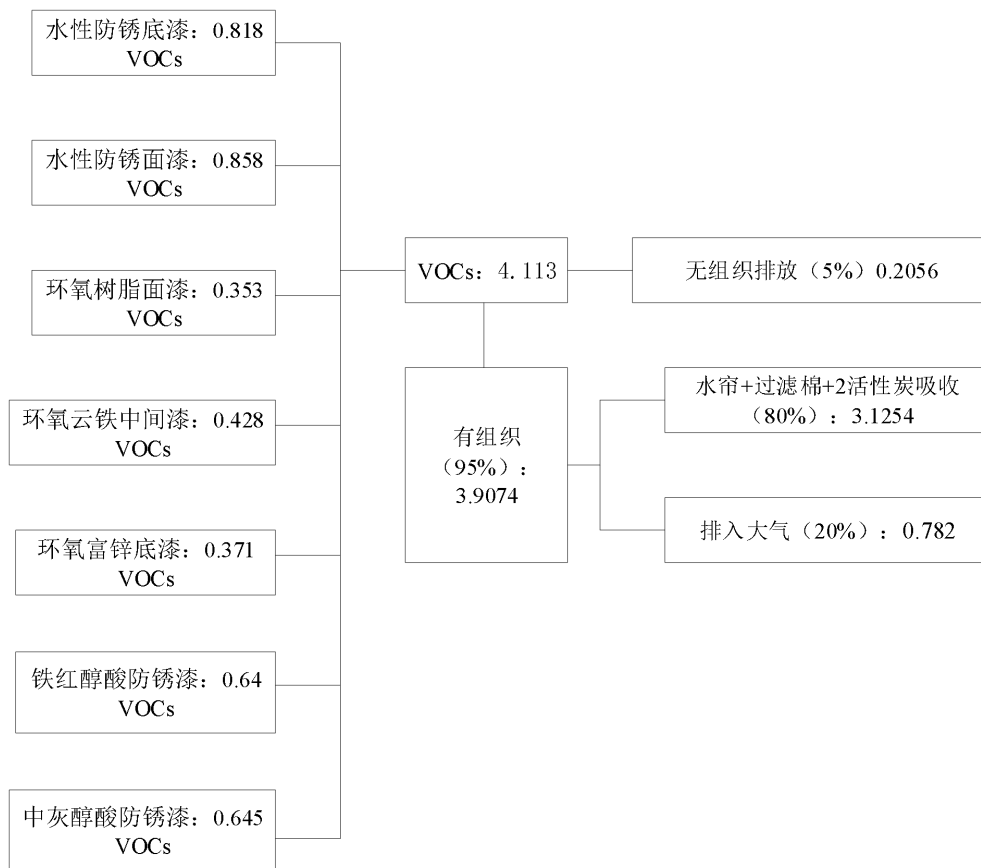 水性防锈底漆：0.818
VOCs
水性防锈面漆：0.858
VOCs
环氧树脂面漆：0.353
VOCs
环氧云铁中间漆：0.428
VOCs
环氧富锌底漆：0.371
VOCs
铁红醇酸防锈漆：0.64
VOCs
中灰醇酸防锈漆：0.645
VOCs
VOCs：4.113
无组织排放（5%）0.2056
有组织
（95%）：
3.9074
水帘+过滤棉+2活性炭吸收
（80%）：3.1254
排入大气（20%）：0.782